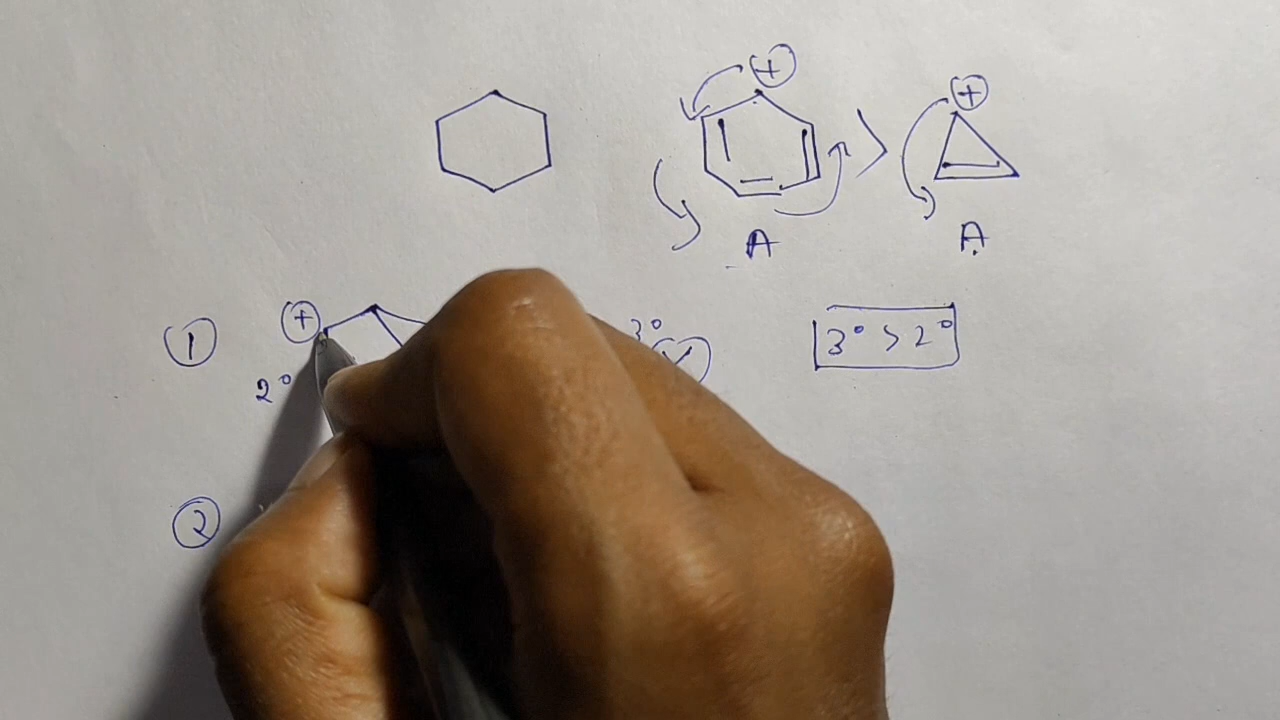 + +
>
A A
1 + 3° 3° > 2°
2°
2